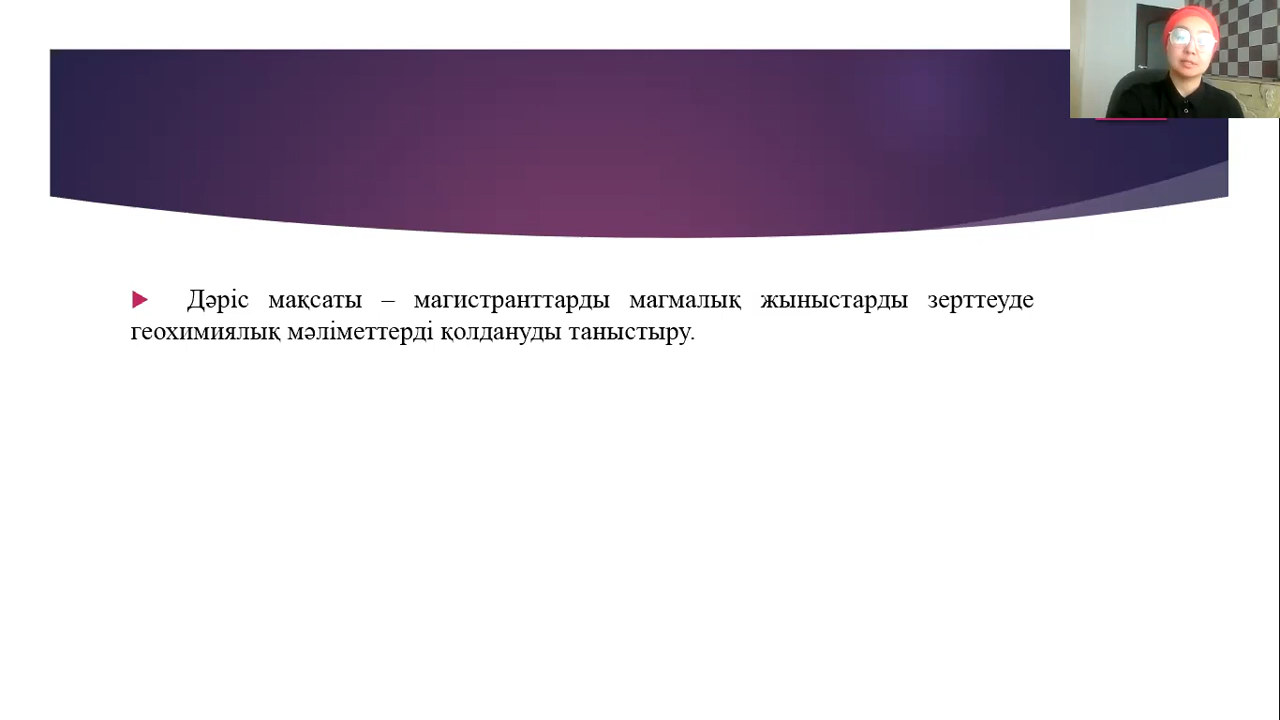 Дәріс мақсаты – магистранттарды магмалық жыныстарды зерттеуде
геохимиялық мәліметтерді қолдануды таныстыру.